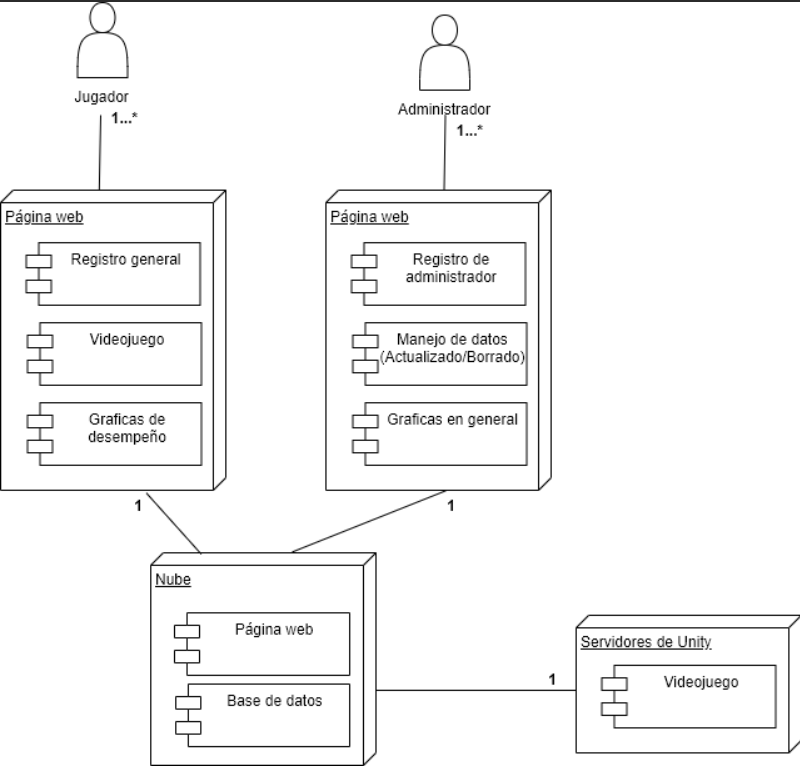 Jugador
1...*
Administrador
1...*
Página web
Registro general
Videojuego
Graficas de
desempeño
1
Página web
Registro de
administrador
Manejo de datos
(Actualizado/Borrado)
Graficas en general
1
Nube
Página web
Base de datos
1
Servidores de Unity
Videojuego